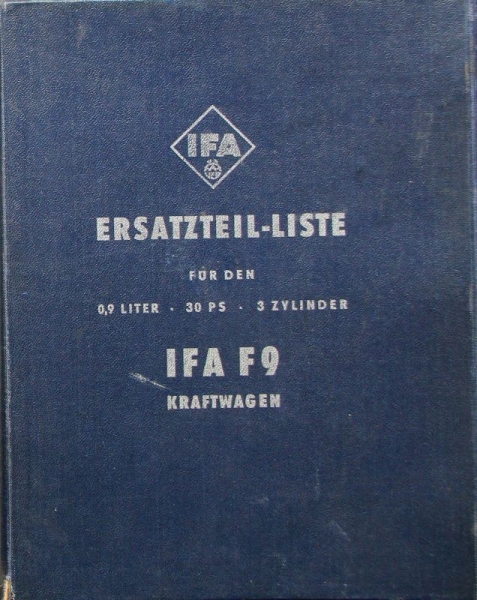 IFA
ERSATZTEIL-LISTE
FÜR DEN
0,9 LITER · 30 PS · 3 ZYLINDER
IFA F9
KRAFTWAGEN